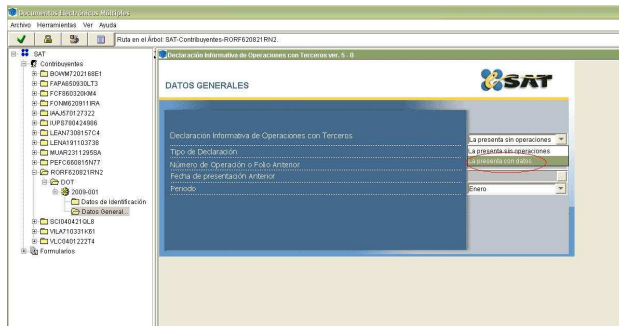 Documentos Electrónicos Múltiples
Archivo Herramientas Ver Ayuda
Ruta en el Árbol: SAT-Contribuyentes-RORF620821RN2.
SAT
Contribuyentes
BOWM7202168E1
FAPA650930LT3
FCF860320KM4
FONM620911IRA
IAAJ570127322
IUPS780424986
LEAN7308157C4
LENA191103738
MUAR2311295SA
PEFC660815N77
RORF620821RN2
DOT
2009-001
Datos de Identificación
Datos General...
SCI040421QL8
VILA710331K61
VLC0401222T4
Formularios
Declaración Informativa de Operaciones con Terceros ver. 5 - 0
DATOS GENERALES
SAT
Declaracion Informativa de Operaciones con Terceros
La presenta sin operaciones
Tipo de Declaración
La presenta sin operaciones
La presenta con datos
Número de Operación o Folio Anterior
Fecha de presentación Anterior
Periodo
Enero